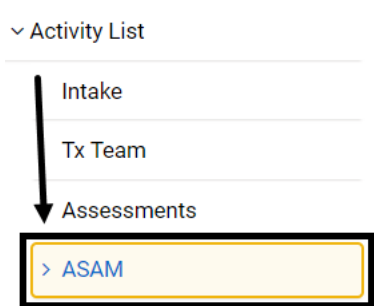 Activity List
Intake
Tx Team
Assessments
ASAM